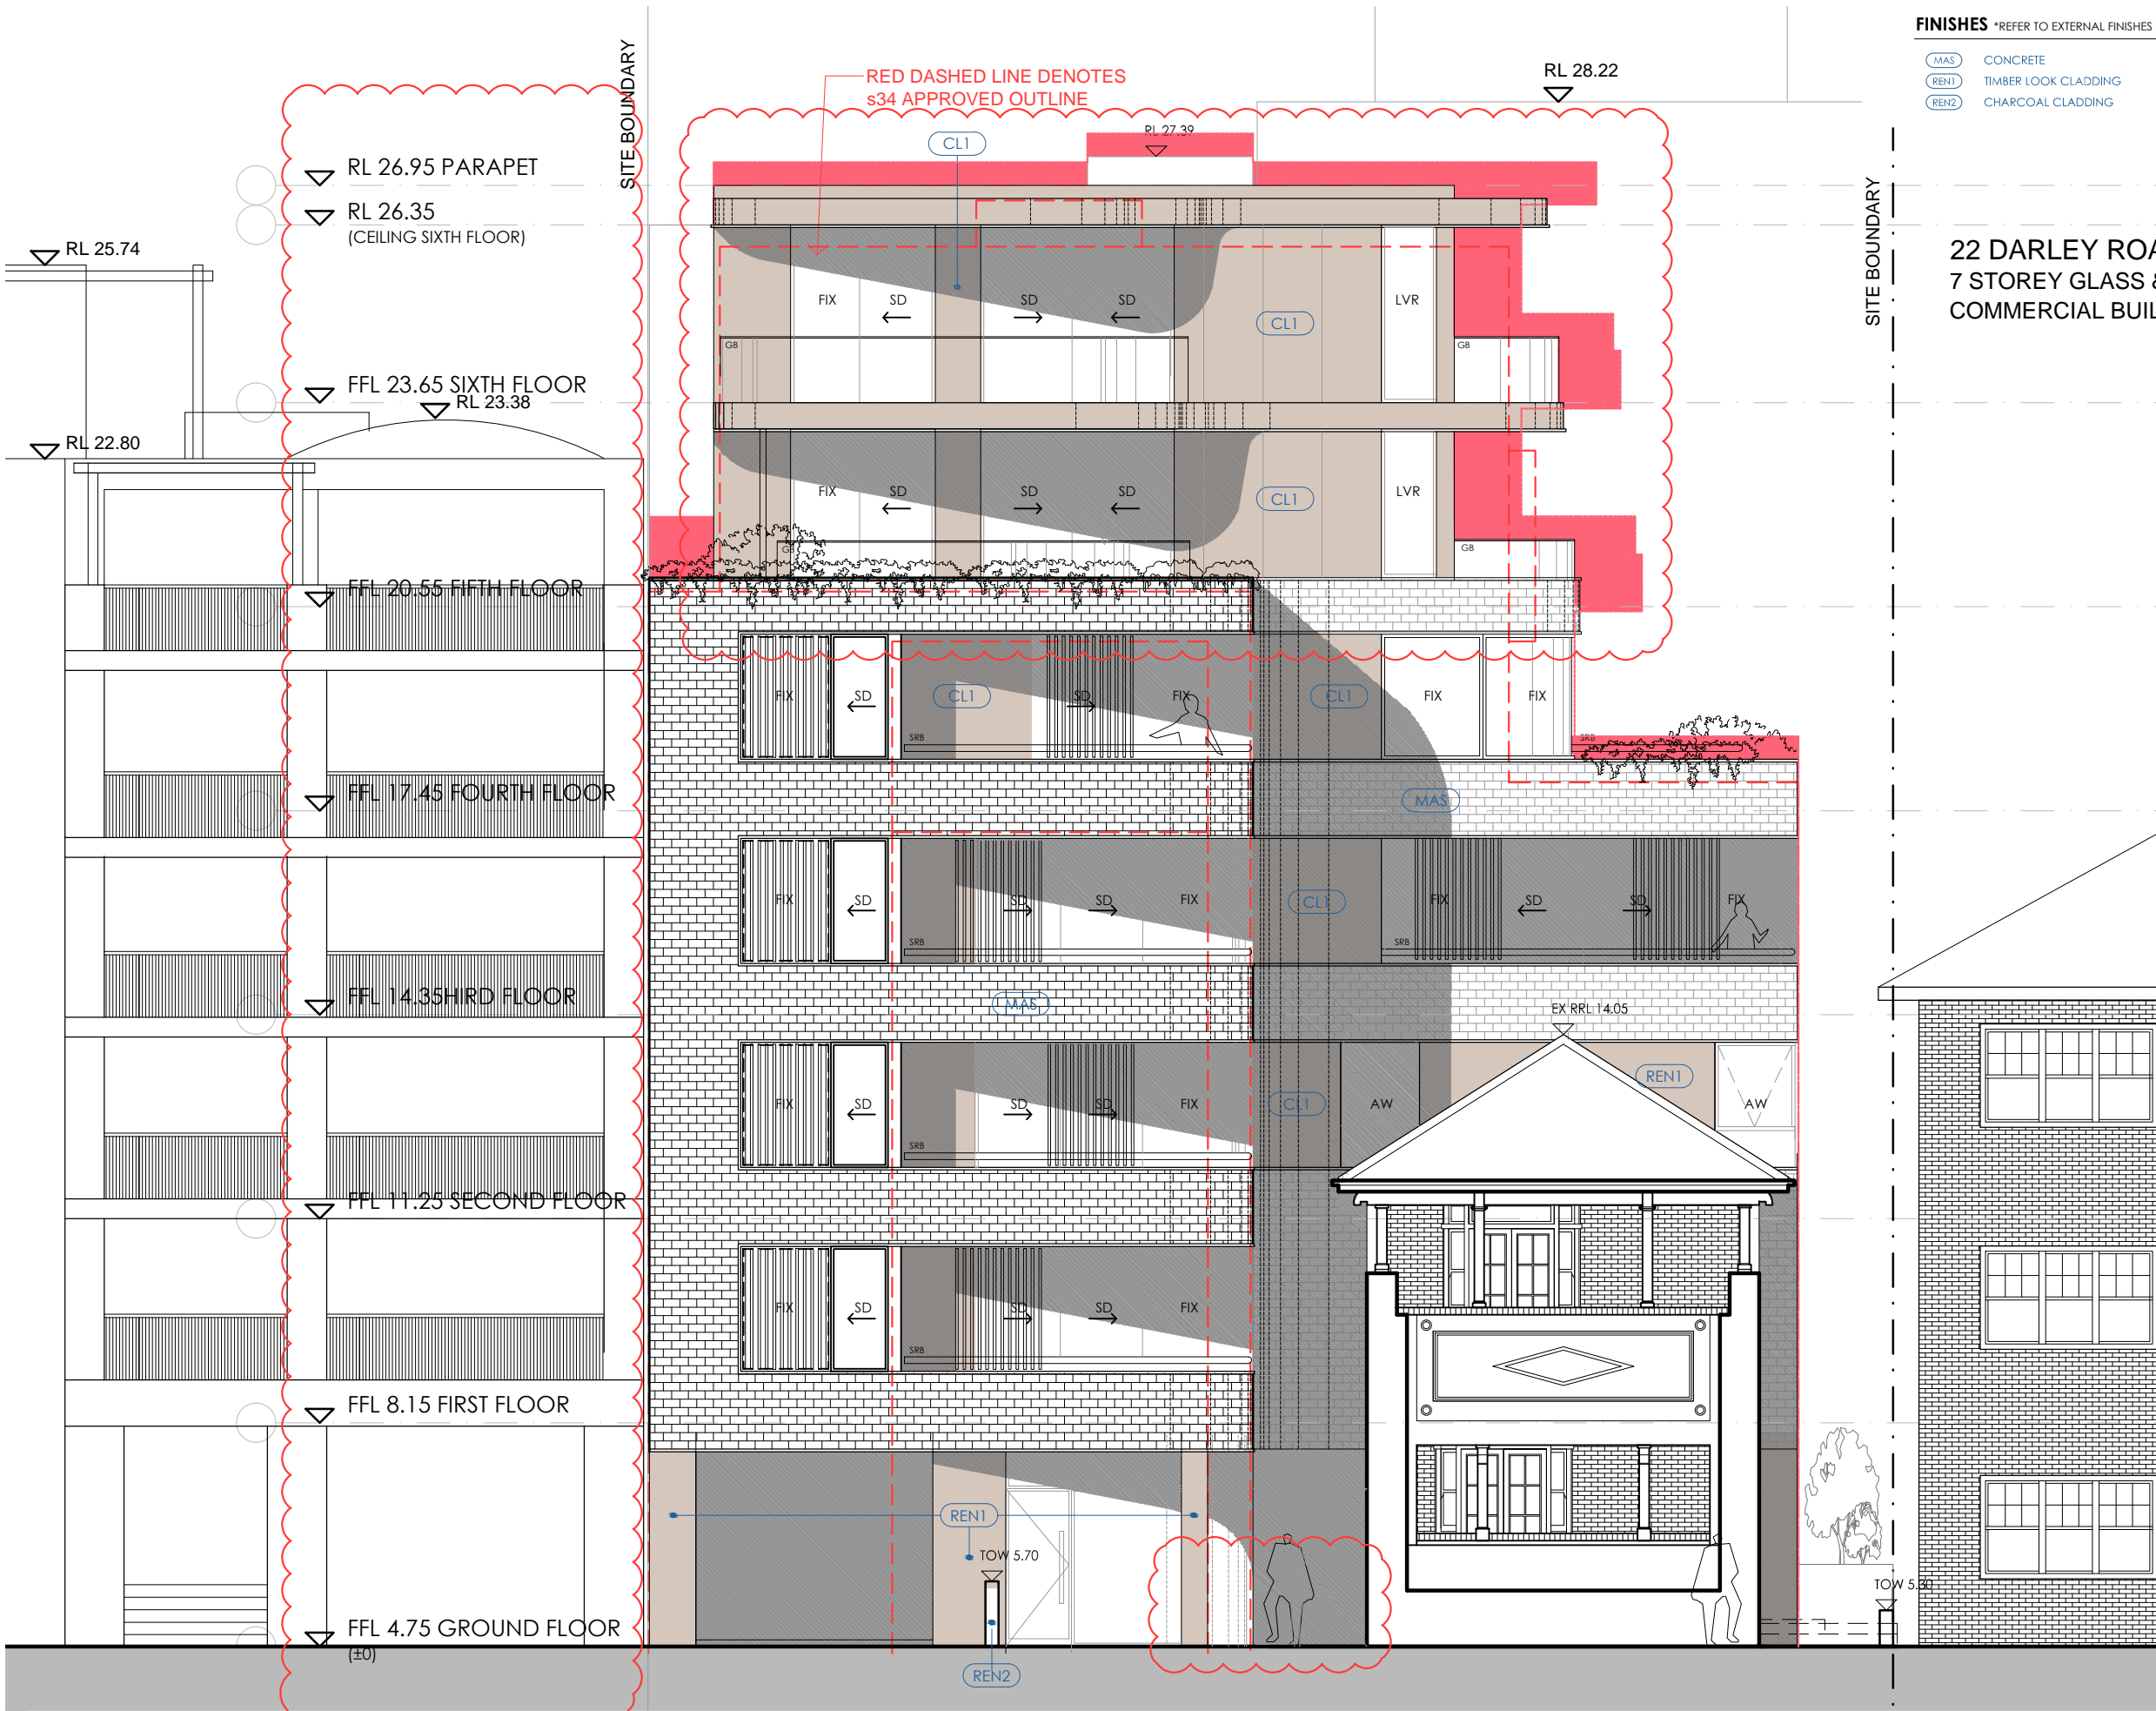 FINISHES *REFER TO EXTERNAL FINISHES
MAS CONCRETE
REN1 TIMBER LOOK CLADDING
REN2 CHARCOAL CLADDING
SITE BOUNDARY
RED DASHED LINE DENOTES
s34 APPROVED OUTLINE
RL 28.22
RL 27.39
CL1
RL 26.95 PARAPET
RL 26.35
(CEILING SIXTH FLOOR)
RL 25.74
SITE BOUNDARY
22 DARLEY ROA
7 STOREY GLASS &
COMMERCIAL BUIL
FIX SD SD SD CL1 LVR
GB GB
FFL 23.65 SIXTH FLOOR
RL 23.38
RL 22.80
FIX SD SD SD CL1 LVR
GB GB
FFL 20.55 FIFTH FLOOR
FIX SD CL1 SD FIX CL1 FIX FIX
SRB SRB
FFL 17.45 FOURTH FLOOR
MAS
FIX SD SD SD FIX CL1 FIX SD SD FIX
SRB SRB
FFL 14.35HIRD FLOOR
MAS
EX RRL 14.05
FIX SD SD SD FIX CL1 AW REN1 AW
SRB
FFL 11.25 SECOND FLOOR
FIX SD SD SD FIX
SRB
FFL 8.15 FIRST FLOOR
REN1
TOW 5.70
TOW 5.30
FFL 4.75 GROUND FLOOR
(±0)
REN2